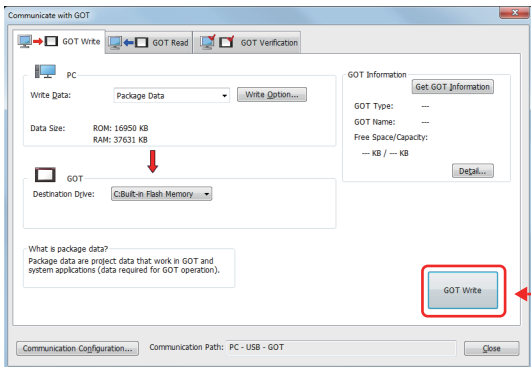 Communicate with GOT
GOT Write
GOT Read
GOT Verification
PC
Write Data:
Package Data
Write Option...
Data Size:
ROM: 16950 KB
RAM: 37631 KB
GOT
Destination Drive:
C:Built-in Flash Memory
What is package data?
Package data are project data that work in GOT and
system applications (data required for GOT operation).
GOT Information
Get GOT Information
GOT Type: ---
GOT Name: ---
Free Space/Capacity:
--- KB / --- KB
Detail...
GOT Write
Communication Configuration...
Communication Path: PC - USB - GOT
Close